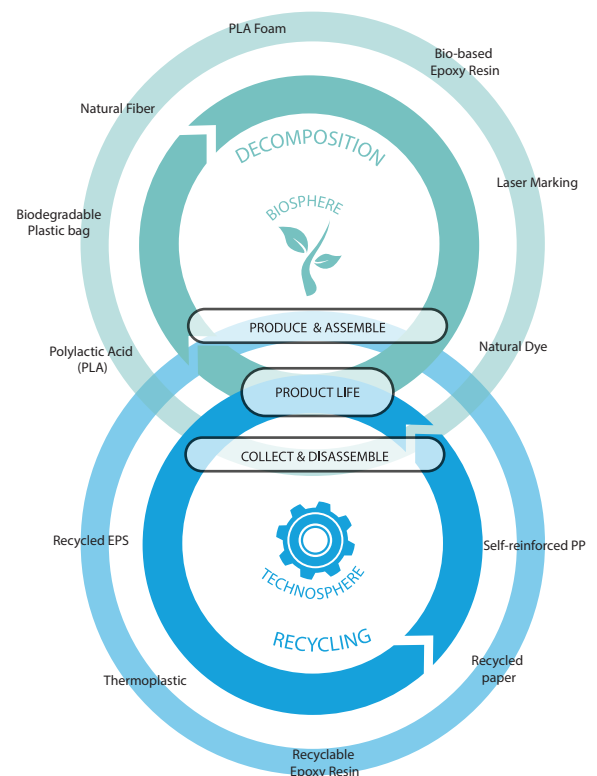 PLA Foam
Bio-based
Epoxy Resin
Natural Fiber
DECOMPOSITION
Laser Marking
BIOSPHERE
Biodegradable
Plastic bag
PRODUCE & ASSEMBLE
Natural Dye
Polylactic Acid
(PLA)
PRODUCT LIFE
COLLECT & DISASSEMBLE
Recycled EPS
Self-reinforced PP
TECHNOSPHERE
RECYCLING
Recycled
paper
Thermoplastic
Recyclable
Epoxy Resin